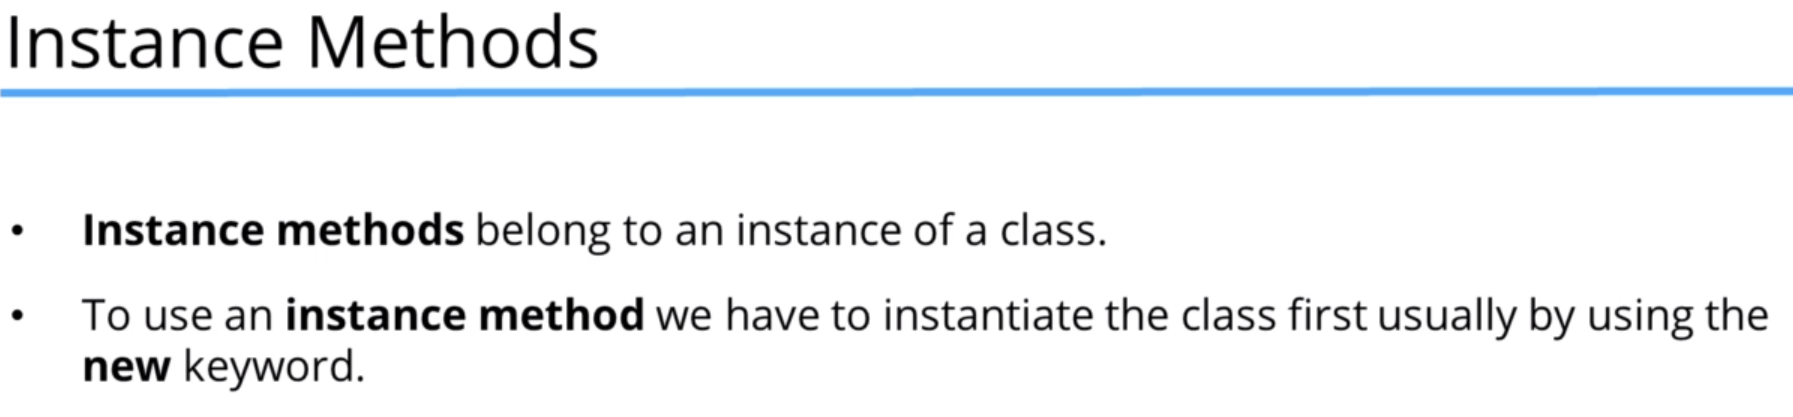 Instance Methods
• Instance methods belong to an instance of a class.
• To use an instance method we have to instantiate the class first usually by using the
new keyword.